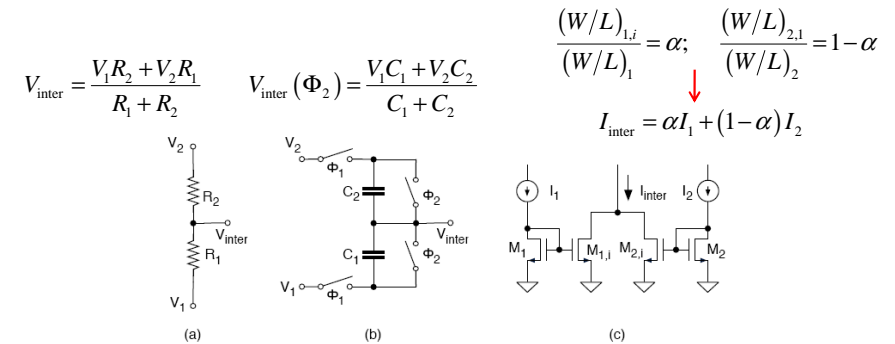 (W/L)_{1,i} / (W/L)_1 = α;   (W/L)_{2,1} / (W/L)_2 = 1−α
V_inter = (V_1R_2 + V_2R_1) / (R_1 + R_2)   V_inter(Φ_2) = (V_1C_1 + V_2C_2) / (C_1 + C_2)
I_inter = αI_1 + (1−α)I_2
V_2 R_2 V_inter R_1 V_1
V_2 Φ_1 C_2 Φ_2 V_inter C_1 Φ_2 V_1 Φ_1
I_1 I_inter I_2
M_1 M_{1,i} M_{2,i} M_2
(a) (b) (c)